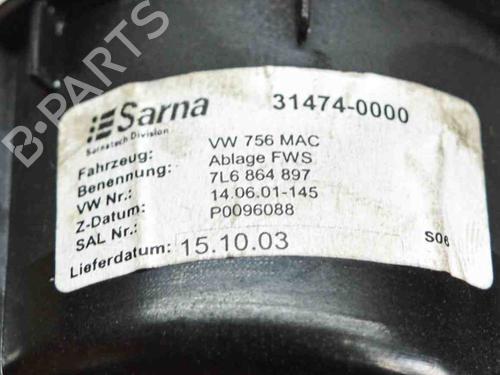 B-PARTS
Sarna 31474-0000
Sarnatech Division
Fahrzeug: VW 756 MAC
Benennung: Ablage FWS
VW Nr.: 7L6 864 897
Z-Datum: 14.06.01-145
SAL Nr.: P0096088
Lieferdatum: 15.10.03 S06